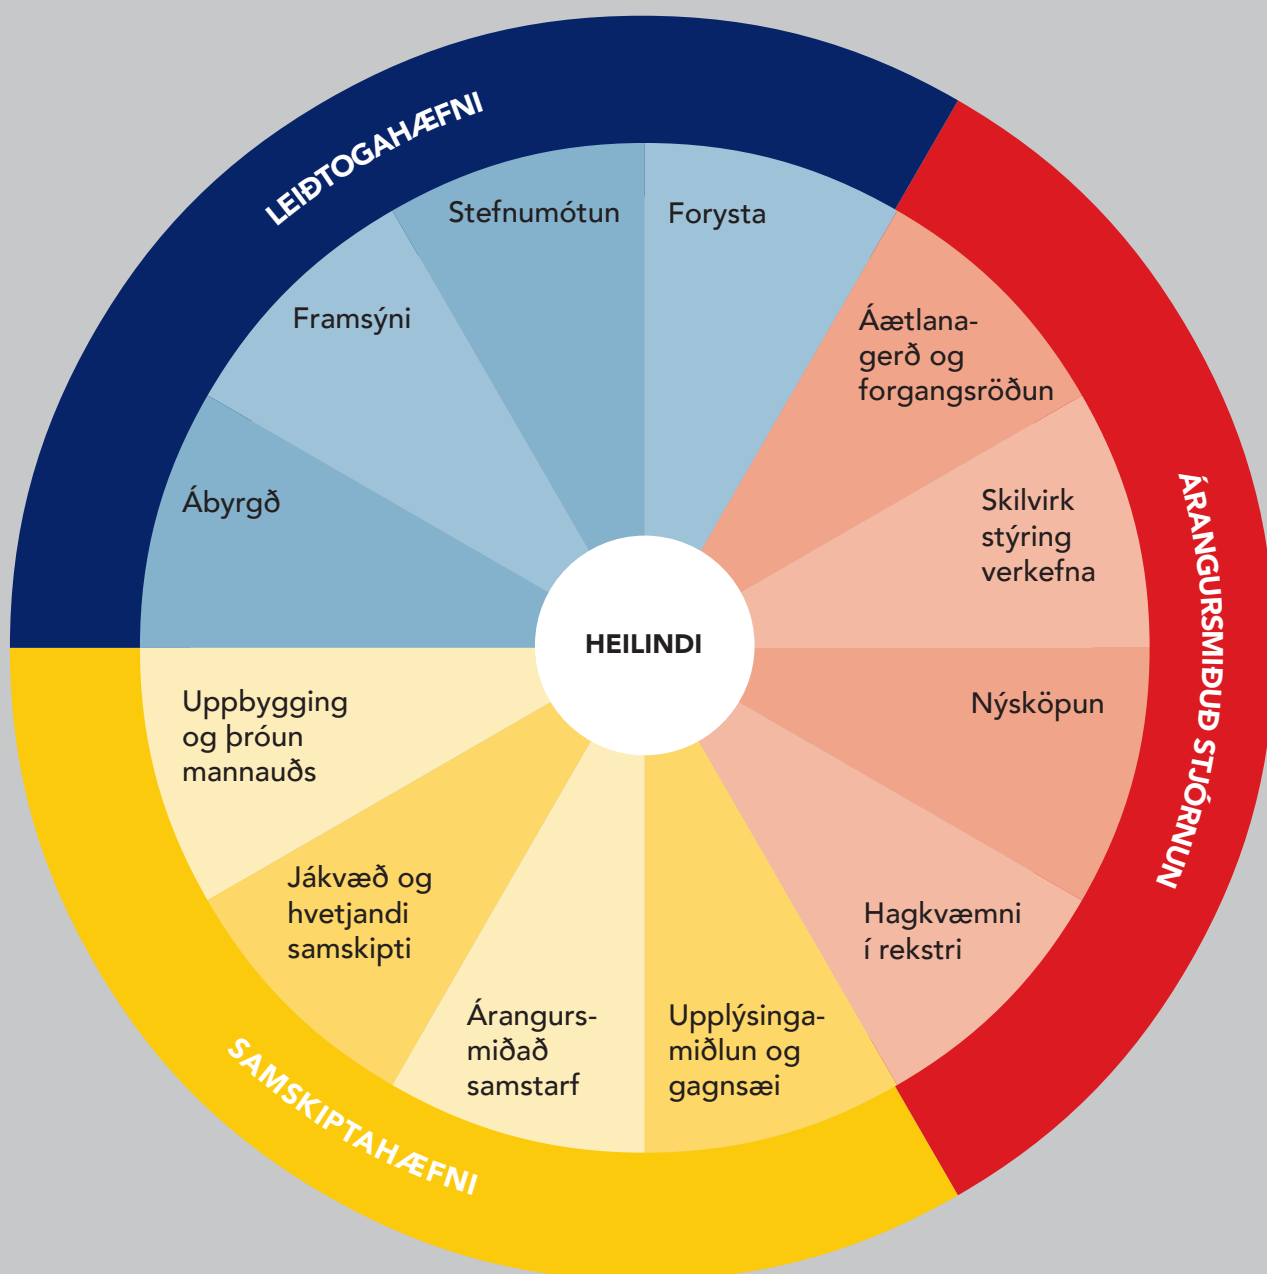 LEIÐTOGAHÆFNI
Stefnumótun
Forysta
Framsýni
Ábyrgð
ÁRANGURSMIÐUÐ STJÓRNUN
Áætlana-
gerð og
forgangsröðun
Skilvirk
stýring
verkefna
Nýsköpun
Hagkvæmni
í rekstri
HEILINDI
Uppbygging
og þróun
mannauðs
Jákvæð og
hvetjandi
samskipti
Árangurs-
miðað
samstarf
Upplýsinga-
miðlun og
gagnsæi
SAMSKIPTAHÆFNI